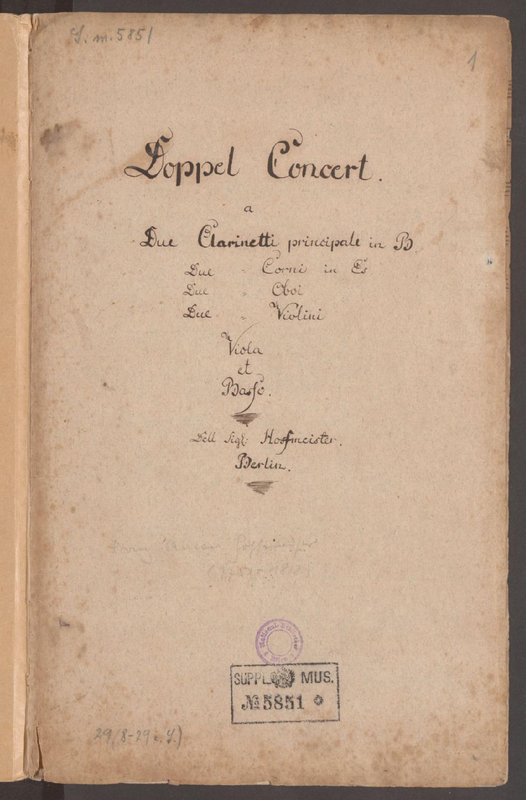 S. m. 5851
1
Doppel Concert.
a
Due Clarinetti principale in B.
Due " Corni in Es
Due " Oboi
Due " Violini
Viola
et
Basso.
Dell Sigl: Hoffmeister.
Berlin.
SUPPL. MUS.
№ 5851